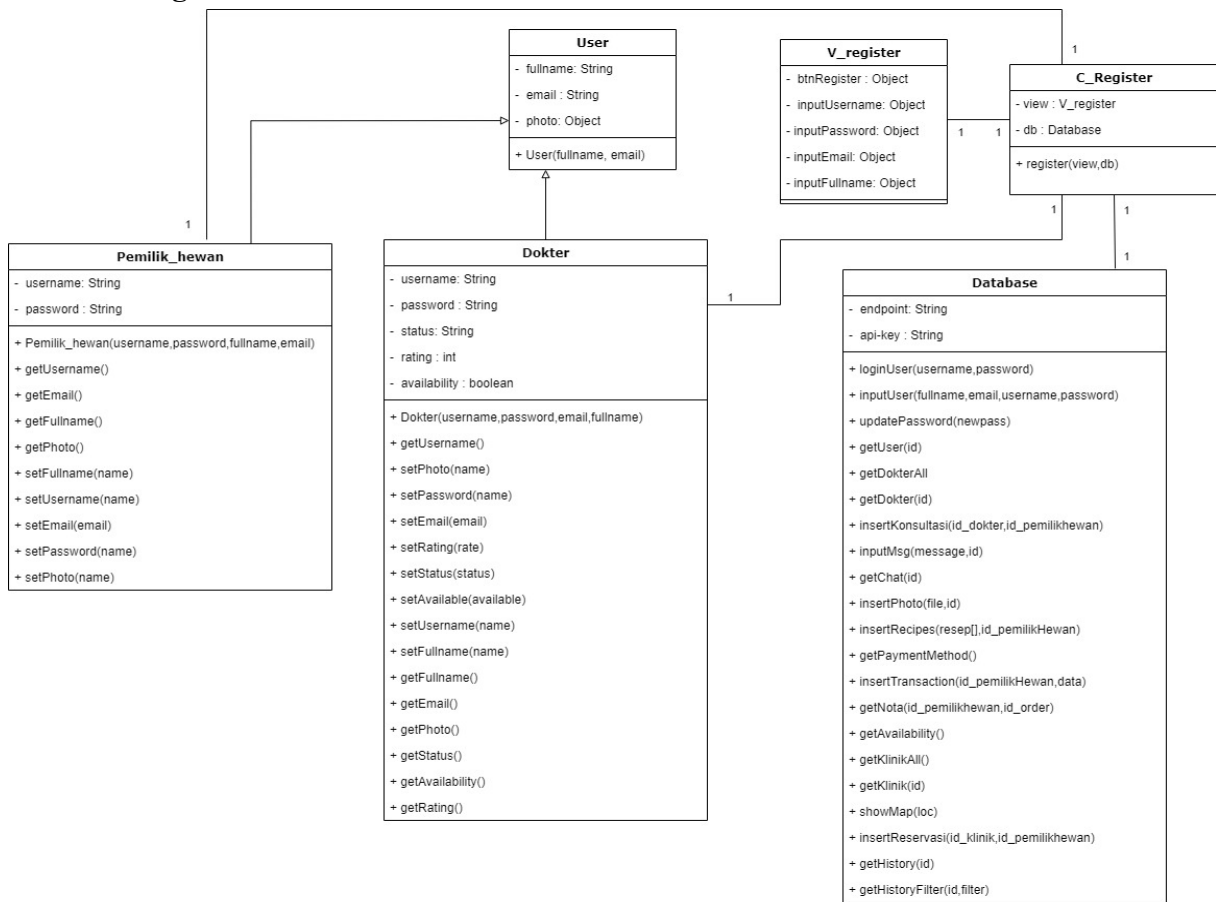 User
- fullname: String
- email : String
- photo: Object
+ User(fullname, email)
V_register
- btnRegister : Object
- inputUsername: Object
- inputPassword: Object
- inputEmail: Object
- inputFullname: Object
1
C_Register
- view : V_register
- db : Database
+ register(view,db)
1
1
1
1
1
Pemilik_hewan
- username: String
- password : String
+ Pemilik_hewan(username,password,fullname,email)
+ getUsername()
+ getEmail()
+ getFullname()
+ getPhoto()
+ setFullname(name)
+ setUsername(name)
+ setEmail(email)
+ setPassword(name)
+ setPhoto(name)
Dokter
- username: String
- password : String
- status: String
- rating : int
- availability : boolean
+ Dokter(username,password,email,fullname)
+ getUsername()
+ setPhoto(name)
+ setPassword(name)
+ setEmail(email)
+ setRating(rate)
+ setStatus(status)
+ setAvailable(available)
+ setUsername(name)
+ setFullname(name)
+ getFullname()
+ getEmail()
+ getPhoto()
+ getStatus()
+ getAvailability()
+ getRating()
1
1
Database
- endpoint: String
- api-key : String
+ loginUser(username,password)
+ inputUser(fullname,email,username,password)
+ updatePassword(newpass)
+ getUser(id)
+ getDokterAll
+ getDokter(id)
+ insertKonsultasi(id_dokter,id_pemilikhewan)
+ inputMsg(message,id)
+ getChat(id)
+ insertPhoto(file,id)
+ insertRecipes(resep[],id_pemilikHewan)
+ getPaymentMethod()
+ insertTransaction(id_pemilikHewan,data)
+ getNota(id_pemilikhewan,id_order)
+ getAvailability()
+ getKlinikAll()
+ getKlinik(id)
+ showMap(loc)
+ insertReservasi(id_klinik,id_pemilikhewan)
+ getHistory(id)
+ getHistoryFilter(id,filter)